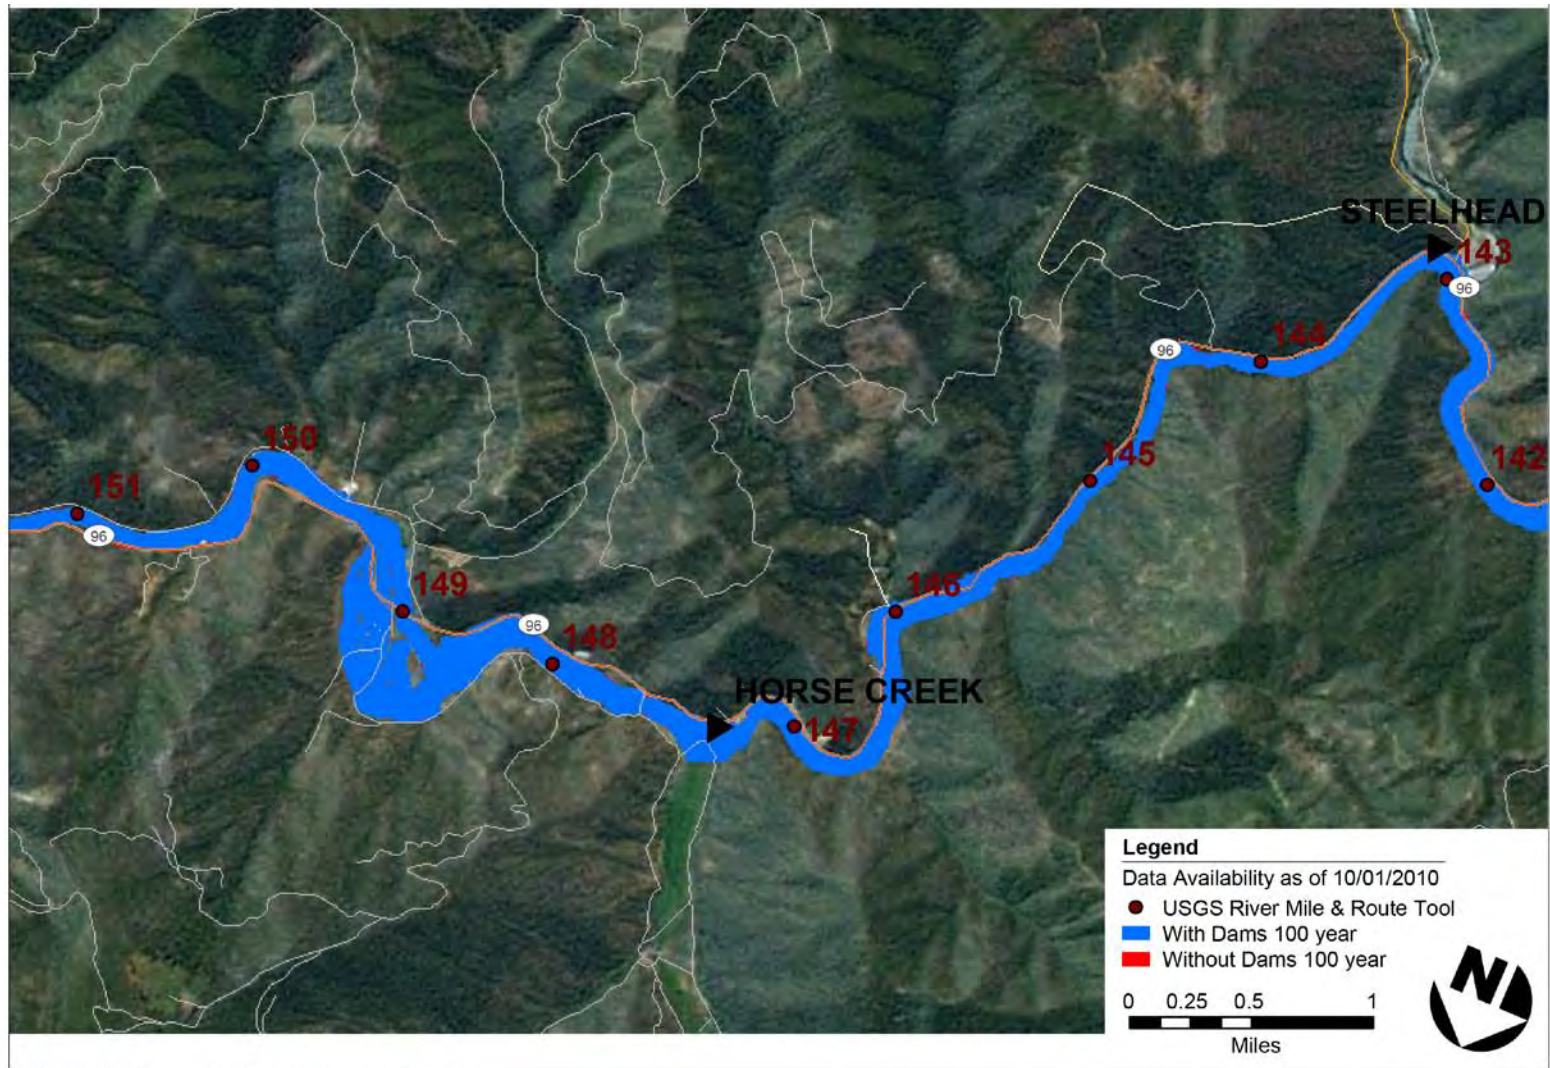 STEELHEAD
143
96
144
96
142
145
150
151
96
146
149
96
148
HORSE CREEK
147
Legend
Data Availability as of 10/01/2010
USGS River Mile & Route Tool
With Dams 100 year
Without Dams 100 year
0 0.25 0.5 1
Miles
N